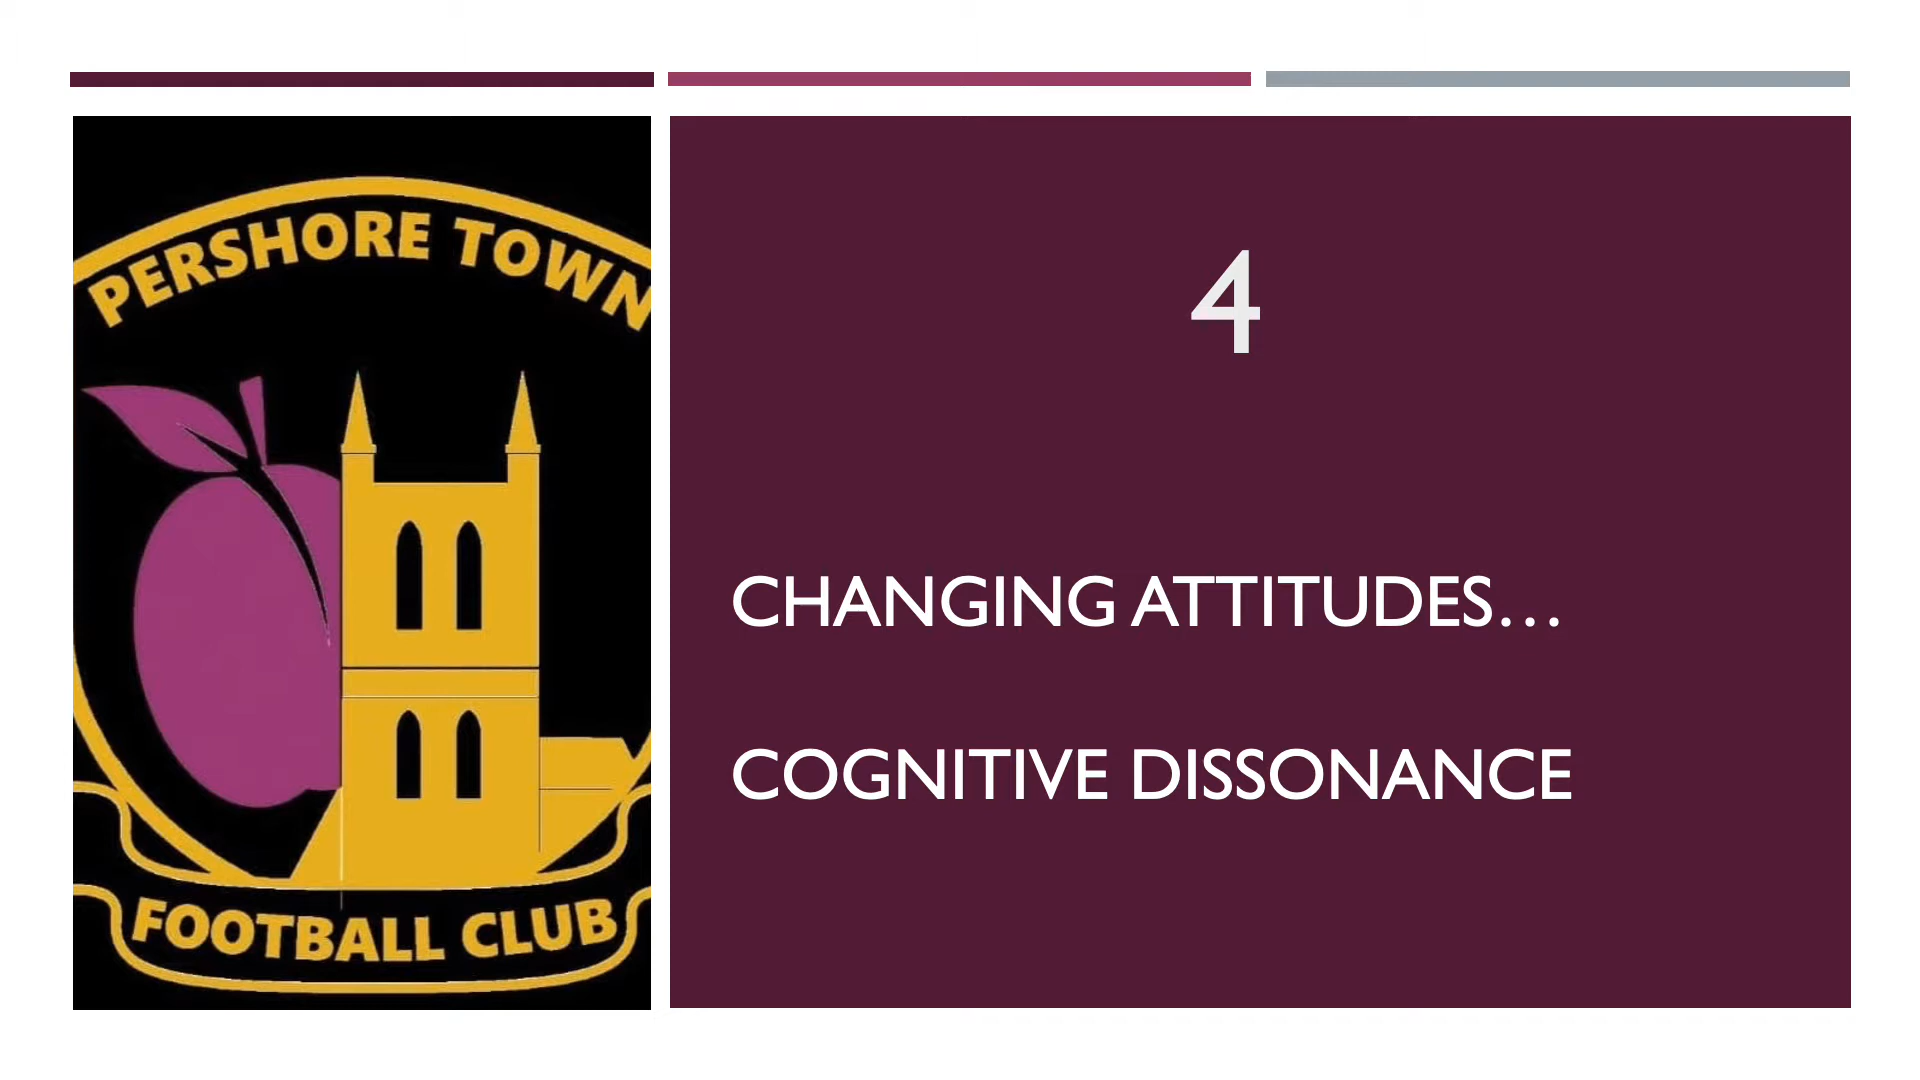 PERSHORE TOWN
FOOTBALL CLUB
4
CHANGING ATTITUDES…
COGNITIVE DISSONANCE